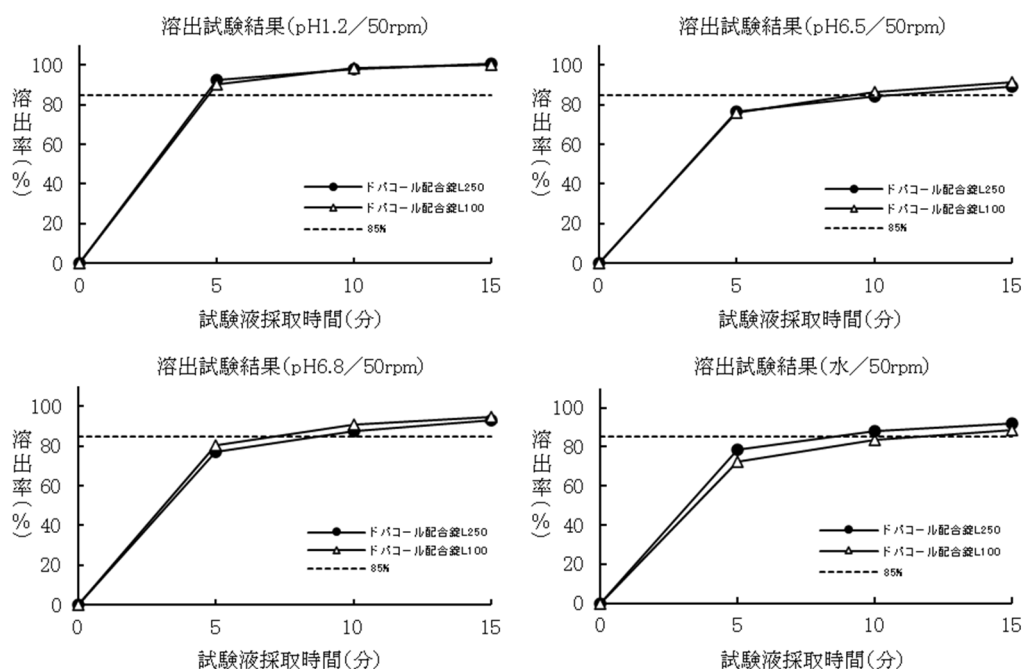 溶出試験結果(pH1.2／50rpm)
溶出率(%)
100
80
60
40
20
0
ドパコール配合錠L250
ドパコール配合錠L100
85%
0 5 10 15
試験液採取時間(分)
溶出試験結果(pH6.5／50rpm)
溶出率(%)
100
80
60
40
20
0
ドパコール配合錠L250
ドパコール配合錠L100
85%
0 5 10 15
試験液採取時間(分)
溶出試験結果(pH6.8／50rpm)
溶出率(%)
100
80
60
40
20
0
ドパコール配合錠L250
ドパコール配合錠L100
85%
0 5 10 15
試験液採取時間(分)
溶出試験結果(水／50rpm)
溶出率(%)
100
80
60
40
20
0
ドパコール配合錠L250
ドパコール配合錠L100
85%
0 5 10 15
試験液採取時間(分)